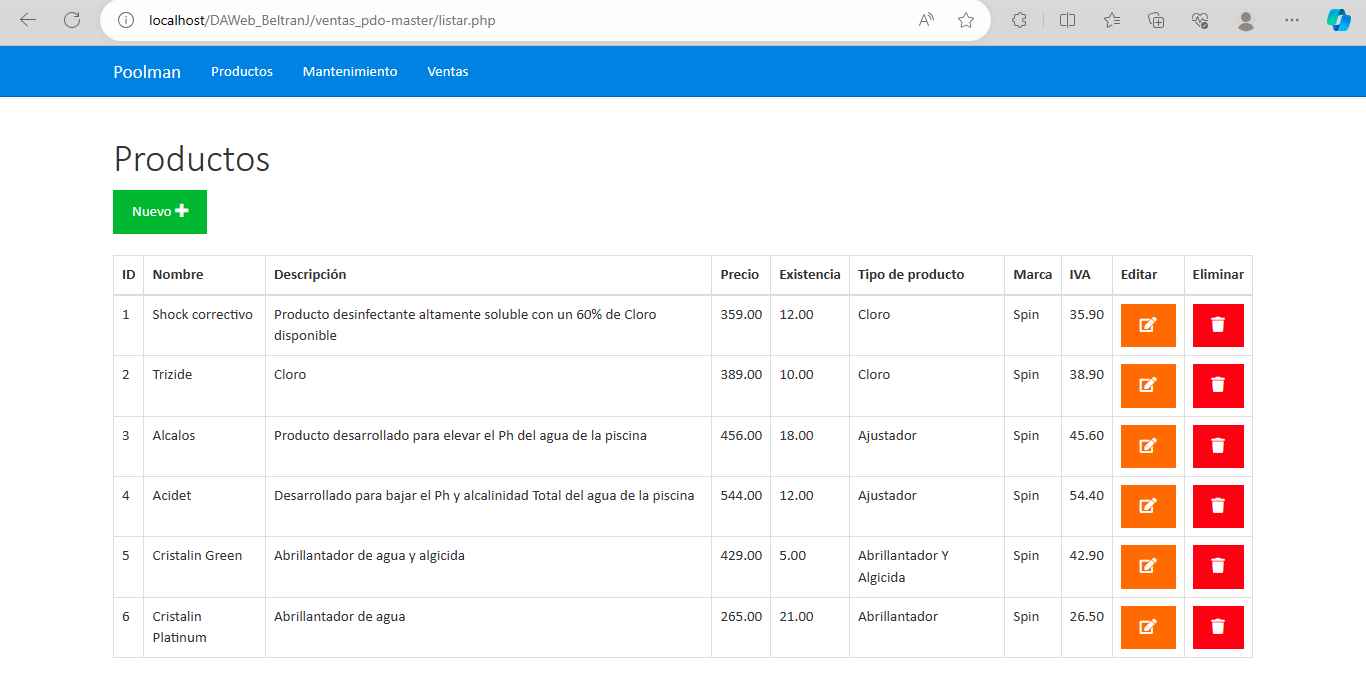 localhost/DAWeb_BeltranJ/ventas_pdo-master/listar.php
Poolman Productos Mantenimiento Ventas
Productos
Nuevo
ID Nombre Descripción Precio Existencia Tipo de producto Marca IVA Editar Eliminar
1 Shock correctivo Producto desinfectante altamente soluble con un 60% de Cloro 359.00 12.00 Cloro Spin 35.90
disponible
2 Trizide Cloro 389.00 10.00 Cloro Spin 38.90
3 Alcalos Producto desarrollado para elevar el Ph del agua de la piscina 456.00 18.00 Ajustador Spin 45.60
4 Acidet Desarrollado para bajar el Ph y alcalinidad Total del agua de la piscina 544.00 12.00 Ajustador Spin 54.40
5 Cristalin Green Abrillantador de agua y algicida 429.00 5.00 Abrillantador Y Spin 42.90
Algicida
6 Cristalin Abrillantador de agua 265.00 21.00 Abrillantador Spin 26.50
Platinum